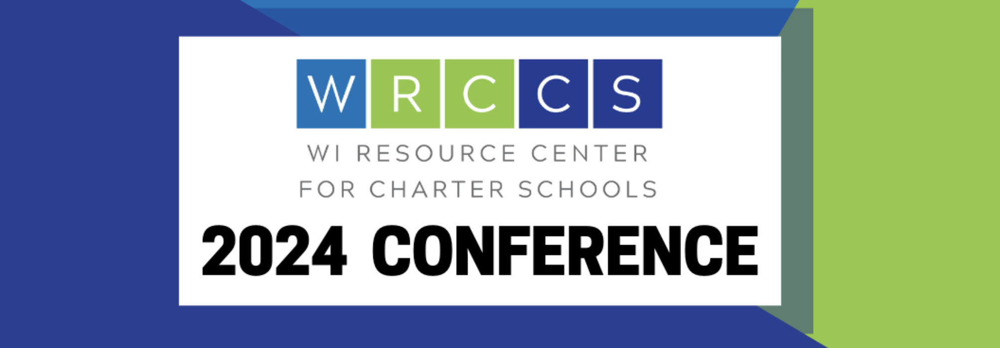 WRCCS
WI RESOURCE CENTER
FOR CHARTER SCHOOLS
2024 CONFERENCE